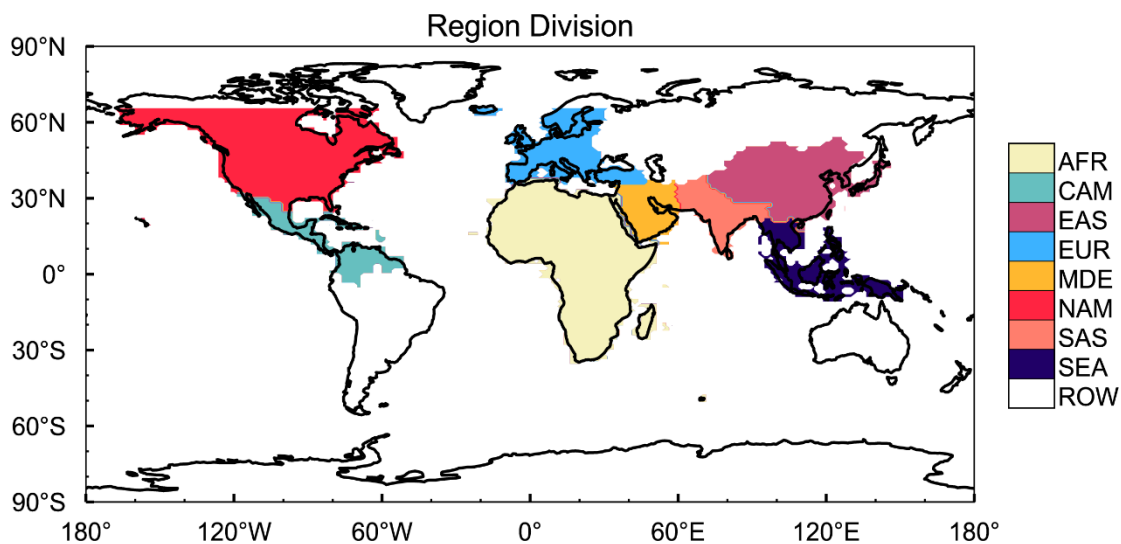 Region Division
90°N
60°N
30°N
0°
30°S
60°S
90°S
180°
120°W
60°W
0°
60°E
120°E
180°
AFR
CAM
EAS
EUR
MDE
NAM
SAS
SEA
ROW